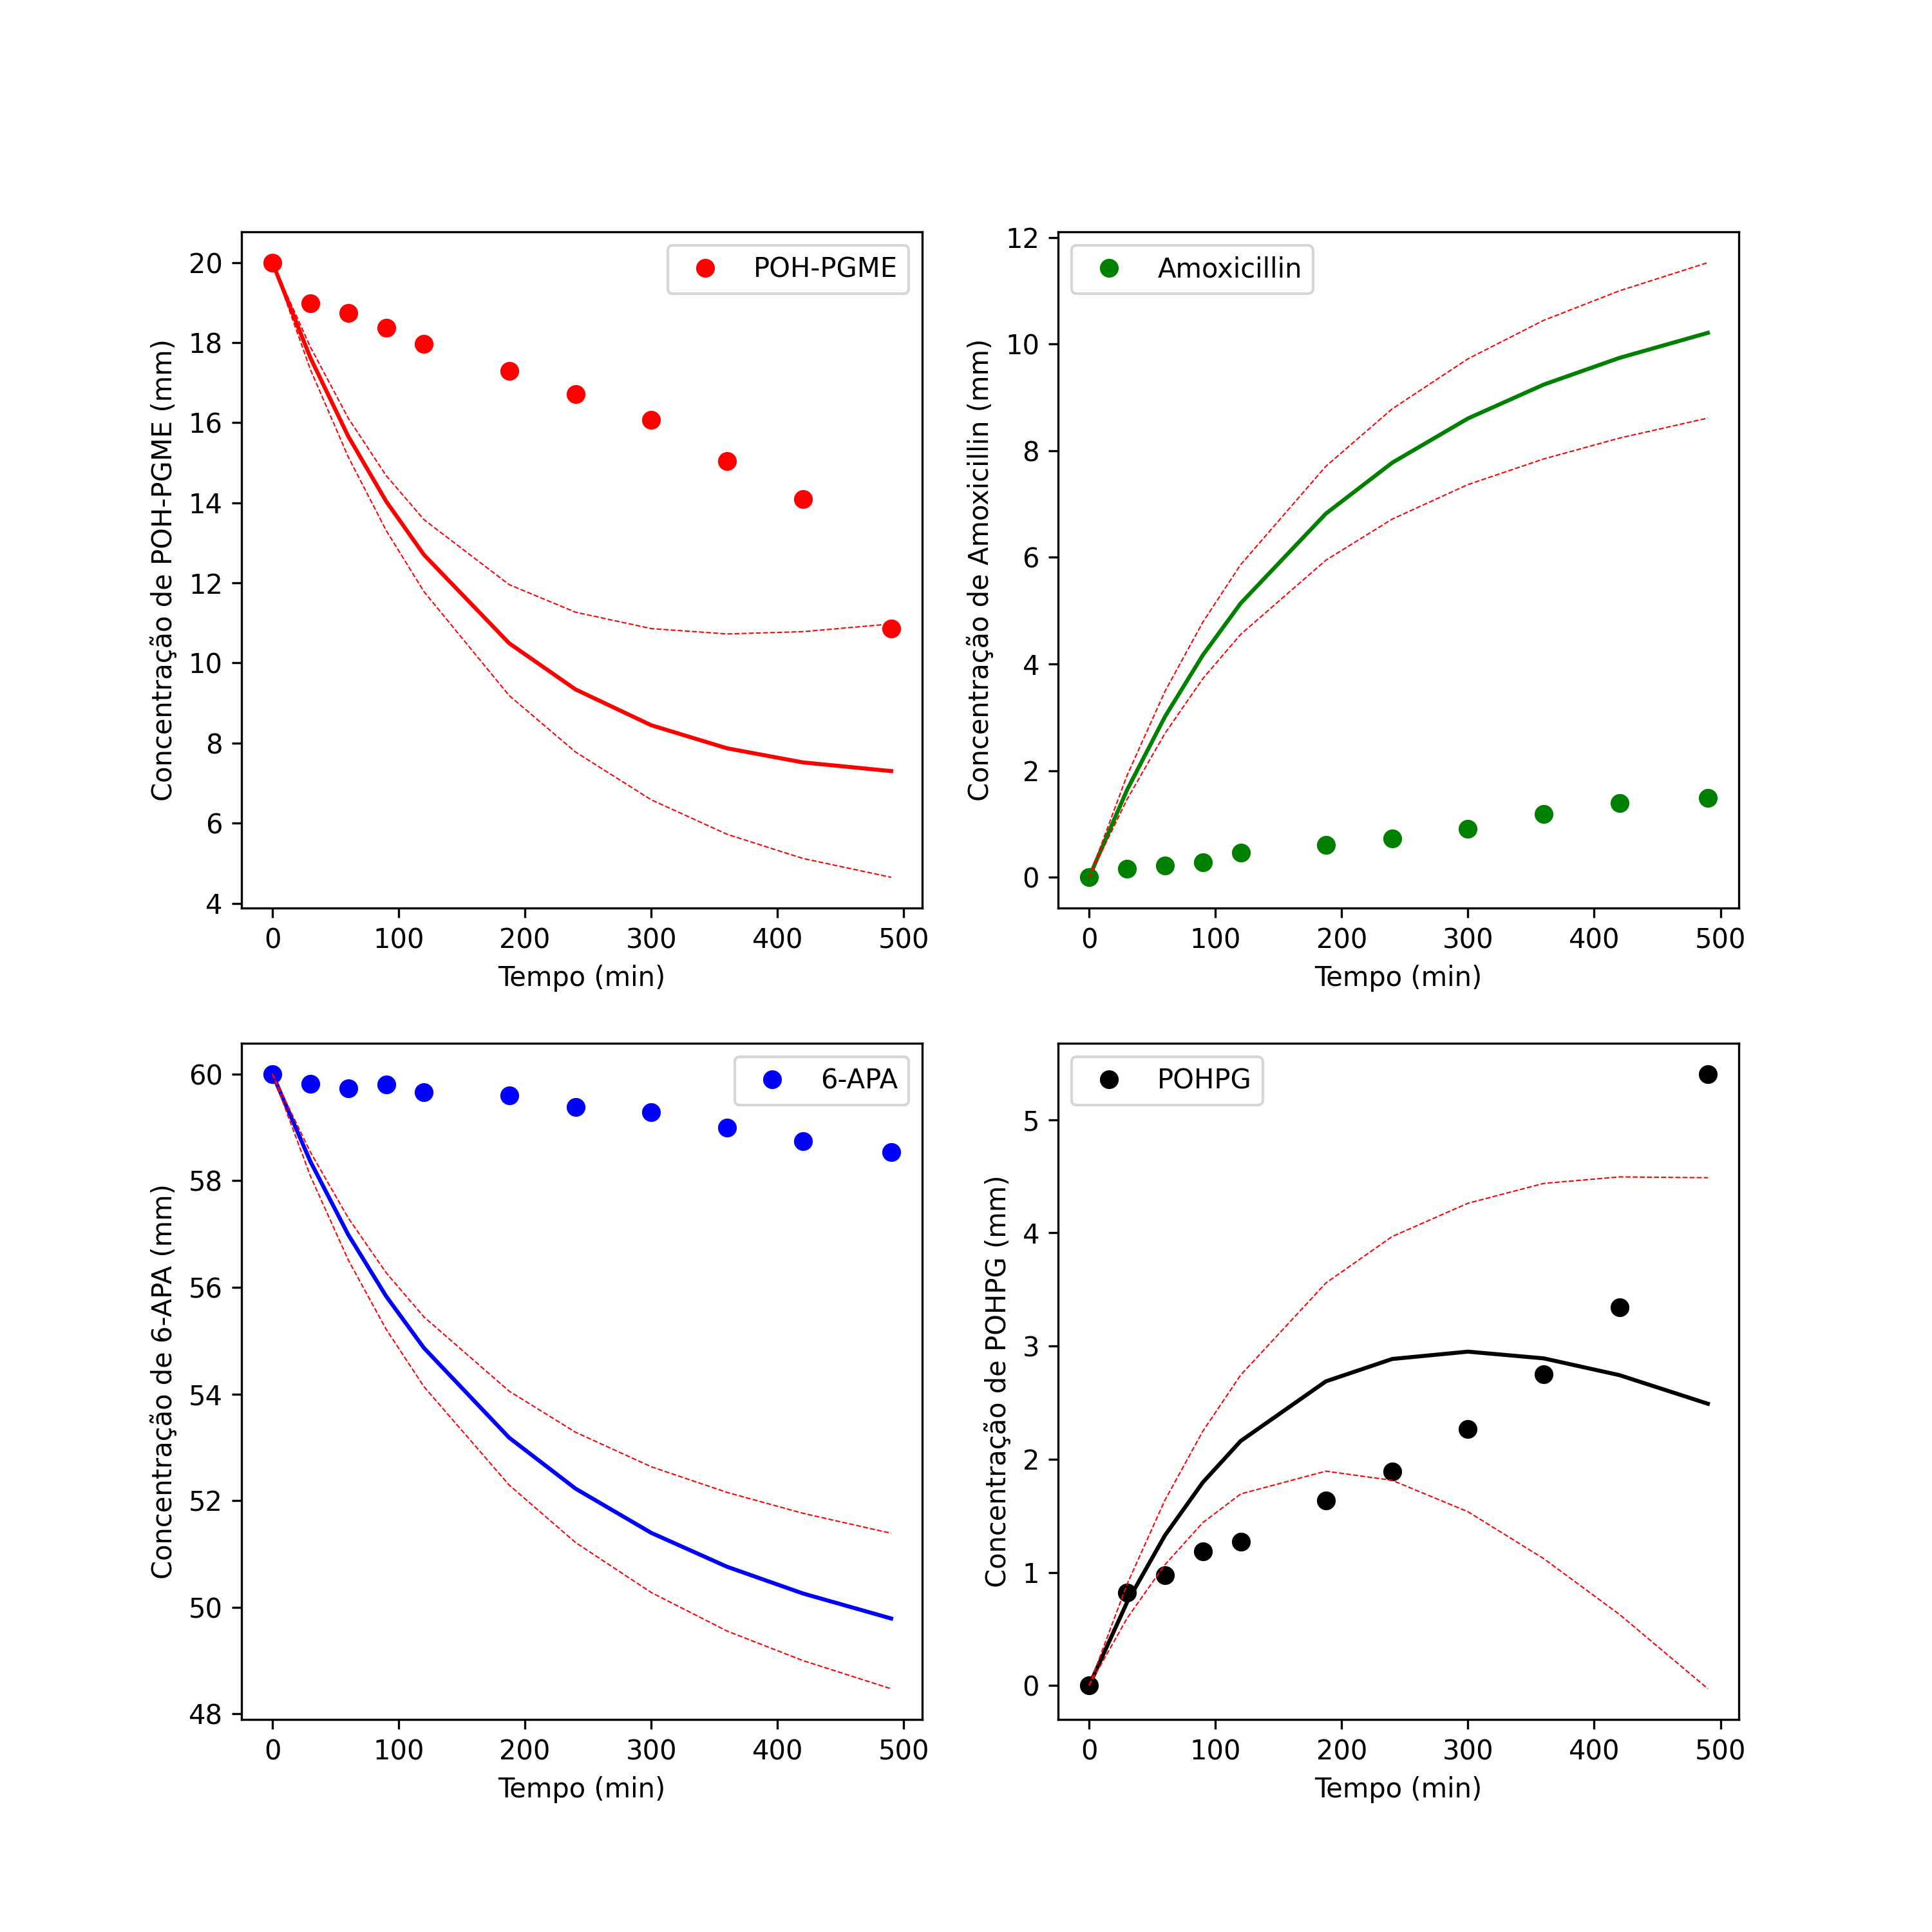 POH-PGME
Concentração de POH-PGME (mm)
20
18
16
14
12
10
8
6
4
0 100 200 300 400 500
Tempo (min)
Amoxicillin
Concentração de Amoxicillin (mm)
12
10
8
6
4
2
0
0 100 200 300 400 500
Tempo (min)
6-APA
Concentração de 6-APA (mm)
60
58
56
54
52
50
48
0 100 200 300 400 500
Tempo (min)
POHPG
Concentração de POHPG (mm)
5
4
3
2
1
0
0 100 200 300 400 500
Tempo (min)